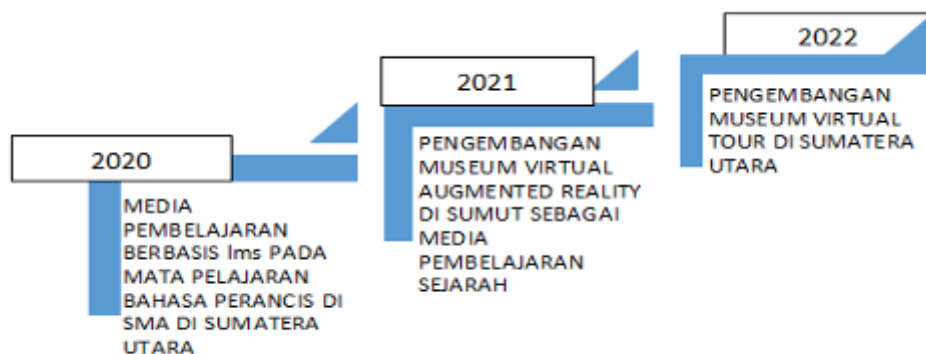 2020
MEDIA
PEMBELAJARAN
BERBASIS lms PADA
MATA PELAJARAN
BAHASA PERANCIS DI
SMA DI SUMATERA
UTARA
2021
PENGEMBANGAN
MUSEUM VIRTUAL
AUGMENTED REALITY
DI SUMUT SEBAGAI
MEDIA
PEMBELAJARAN
SEJARAH
2022
PENGEMBANGAN
MUSEUM VIRTUAL
TOUR DI SUMATERA
UTARA